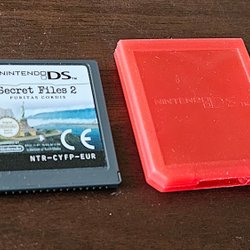 NINTENDO DS
Secret Files 2
PURITAS CORDIS
CE
NTR-CYFP-EUR
NINTENDO DS